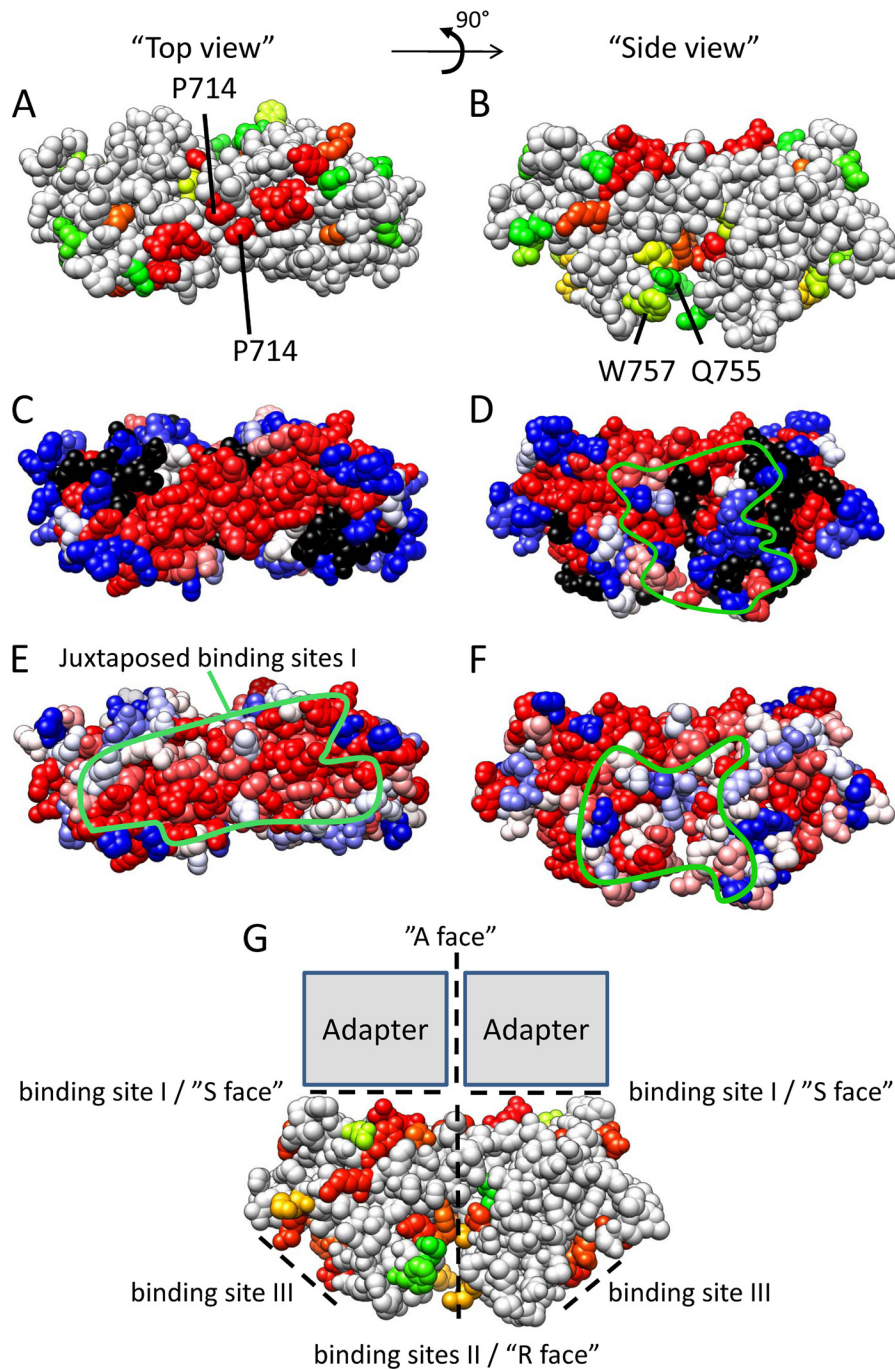 90°
“Top view”
“Side view”
A
P714
B
P714
W757
Q755
C
D
E
Juxtaposed binding sites I
F
G
”A face”
Adapter
Adapter
binding site I / ”S face”
binding site I / ”S face”
binding site III
binding site III
binding sites II / “R face”